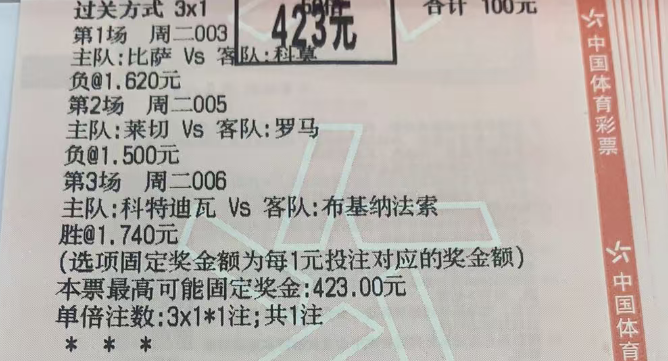 过关方式 3x1 合计 100元
423元
第1场 周二003
主队:比萨 Vs 客队:科莫
负@1.620元
第2场 周二005
主队:莱切 Vs 客队:罗马
负@1.500元
第3场 周二006
主队:科特迪瓦 Vs 客队:布基纳法索
胜@1.740元
(选项固定奖金额为每1元投注对应的奖金额)
本票最高可能固定奖金:423.00元
单倍注数:3x1*1注;共1注
* * *
中国体育彩票
中国体育